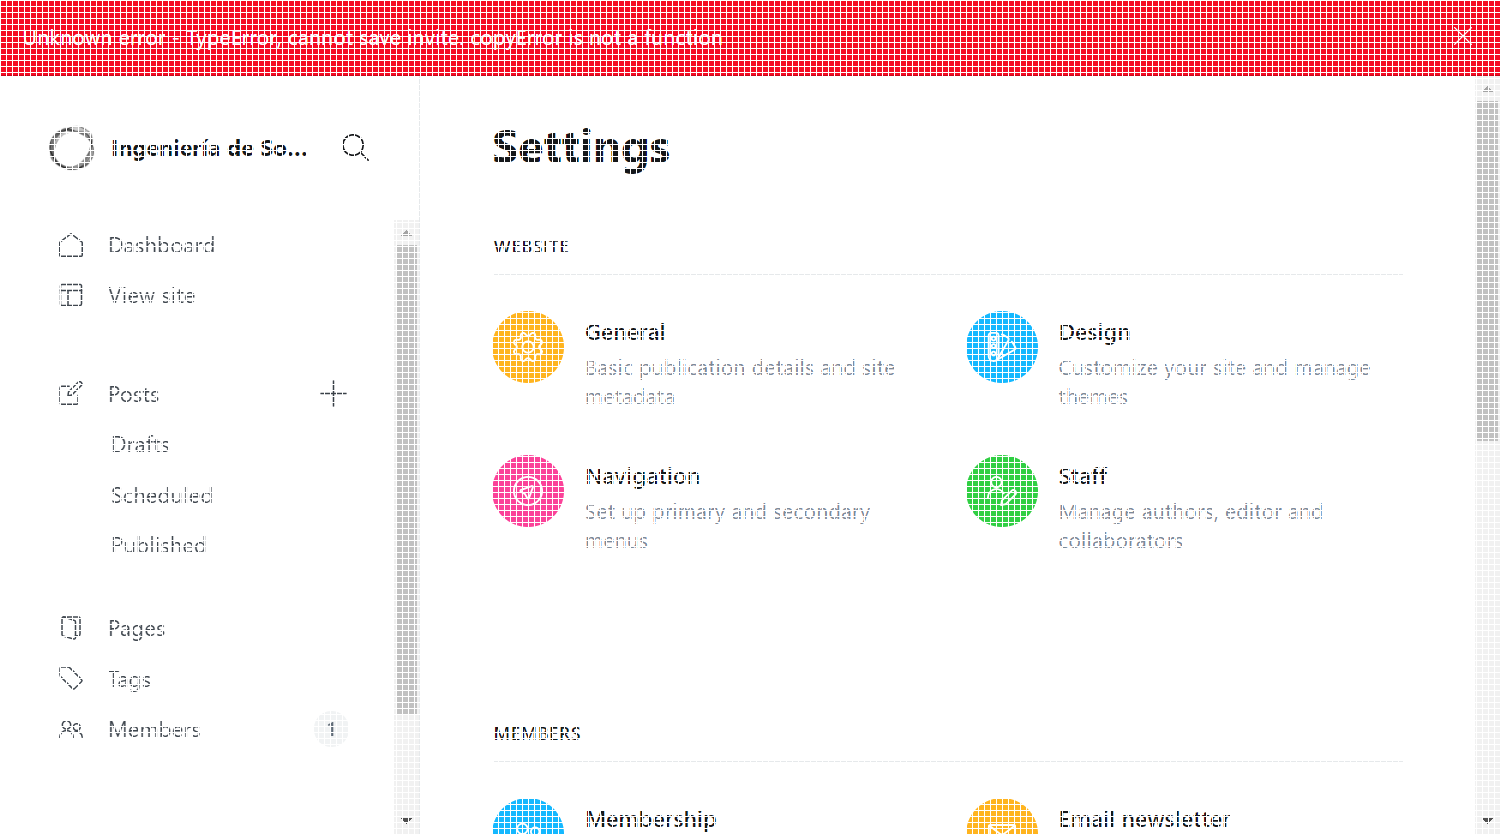 Unknown error - TypeError, cannot save invite. copyError is not a function
Ingeniería de So...
Settings
Dashboard
View site
Posts
Drafts
Scheduled
Published
Pages
Tags
Members
1
WEBSITE
General
Basic publication details and site
metadata
Design
Customize your site and manage
themes
Navigation
Set up primary and secondary
menus
Staff
Manage authors, editor and
collaborators
MEMBERS
Membership
Email newsletter